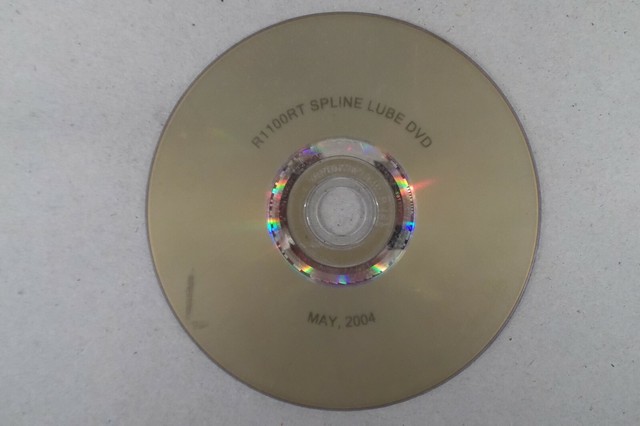 R1100RT SPLINE LUBE DVD
MAY, 2004